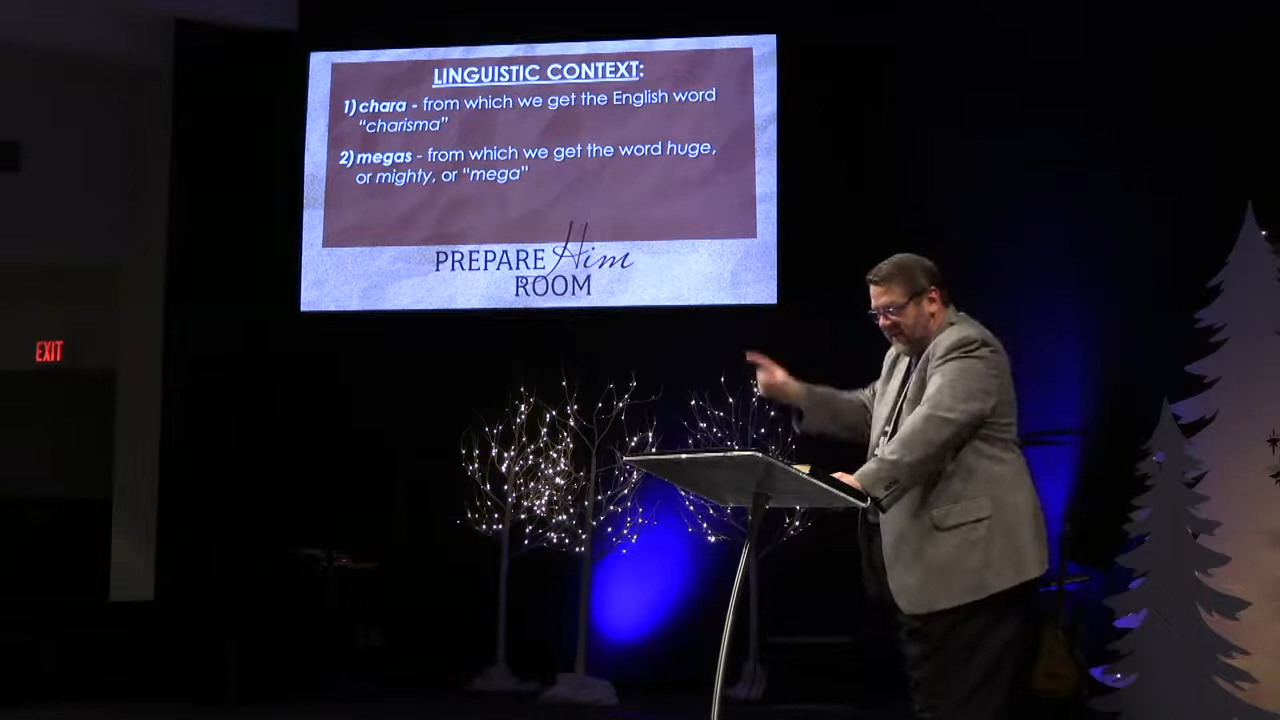 LINGUISTIC CONTEXT:
1) chara - from which we get the English word
“charisma”
2) megas - from which we get the word huge,
or mighty, or “mega”
PREPARE Him
ROOM
EXIT